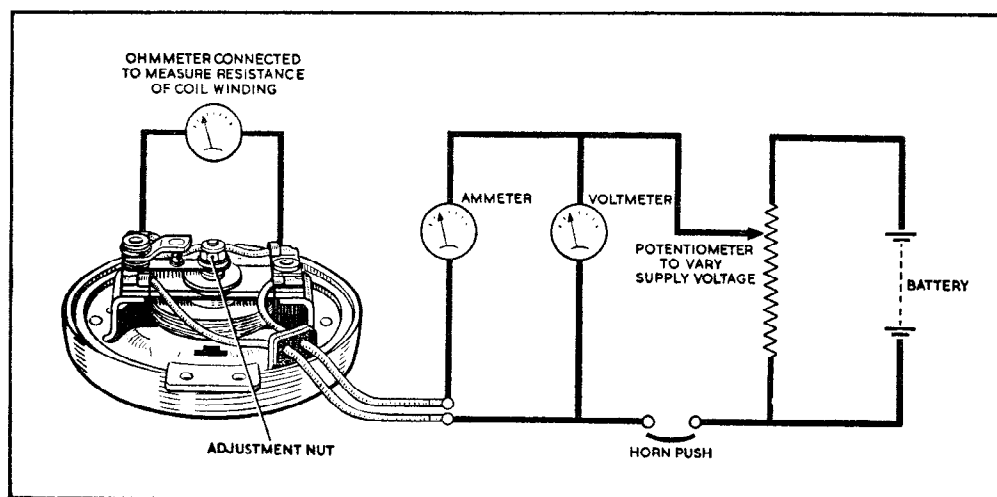 OHMMETER CONNECTED
TO MEASURE RESISTANCE
OF COIL WINDING
AMMETER
VOLTMETER
POTENTIOMETER
TO VARY
SUPPLY VOLTAGE
BATTERY
ADJUSTMENT NUT
HORN PUSH